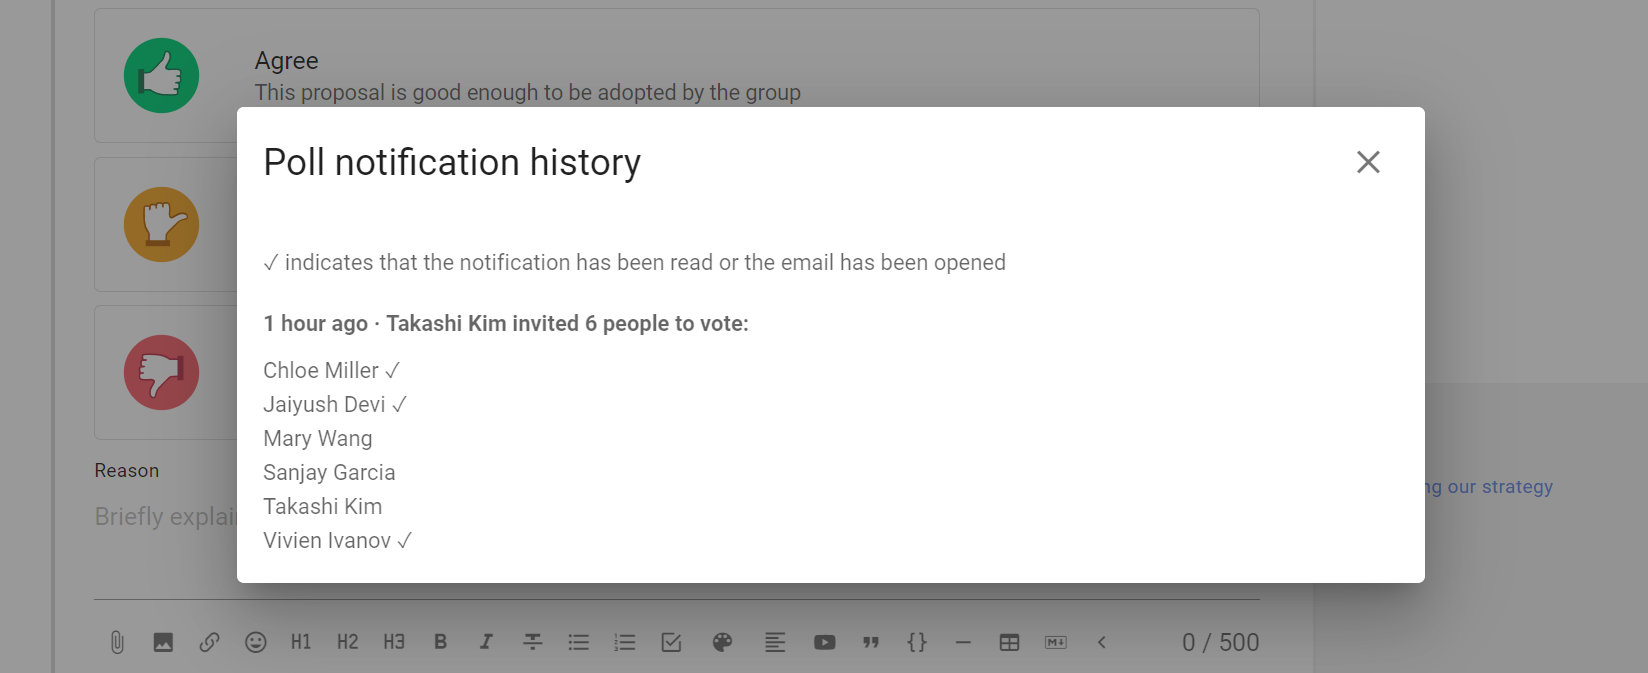 Agree
This proposal is good enough to be adopted by the group
Poll notification history
✓ indicates that the notification has been read or the email has been opened
1 hour ago · Takashi Kim invited 6 people to vote:
Chloe Miller ✓
Jaiyush Devi ✓
Mary Wang
Sanjay Garcia
Takashi Kim
Vivien Ivanov ✓
Reason
Briefly
our strategy
H1 H2 H3 B I S M↓ 0 / 500